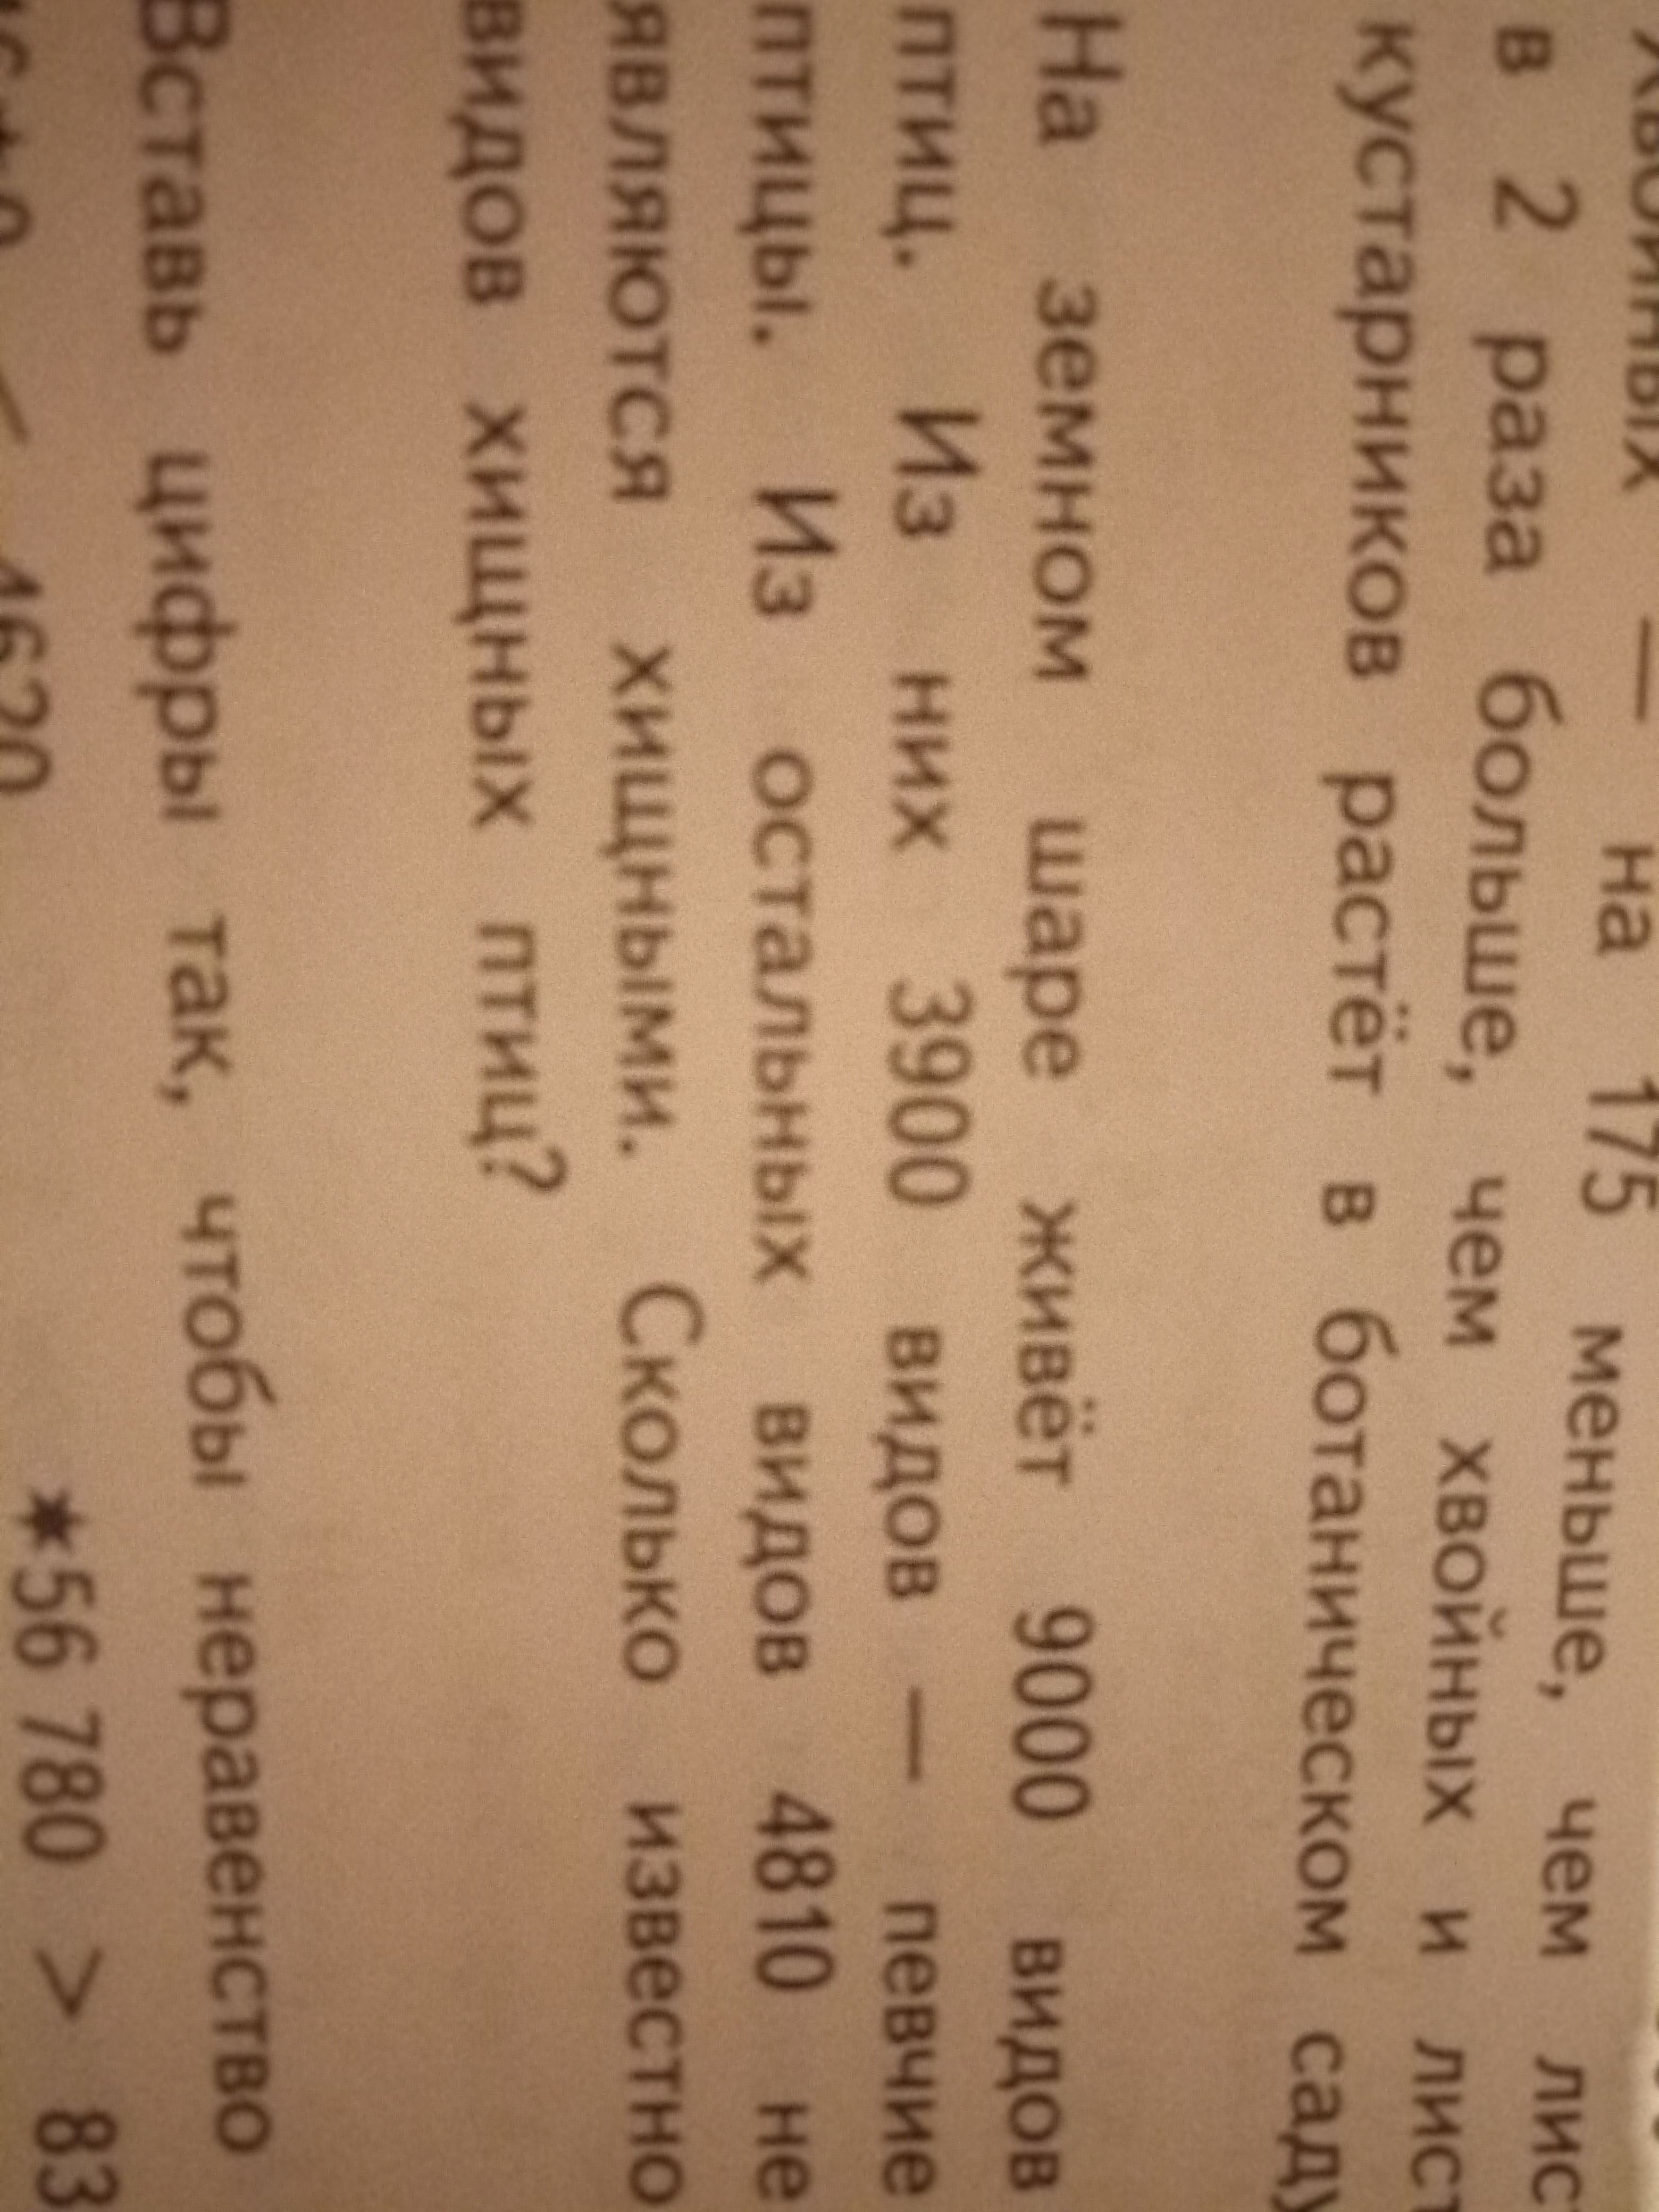 — на 175 меньше, чем
в 2 раза больше, чем хвойных и
кустарников растёт в ботаническом
На земном шаре живёт 9000 видов
птиц. Из них 3900 видов — певчие
птицы. Из остальных видов 4810 не
являются хищными. Сколько известно
видов хищных птиц?
Вставь цифры так, чтобы неравенство
< 4620 ✶56 780 > 83